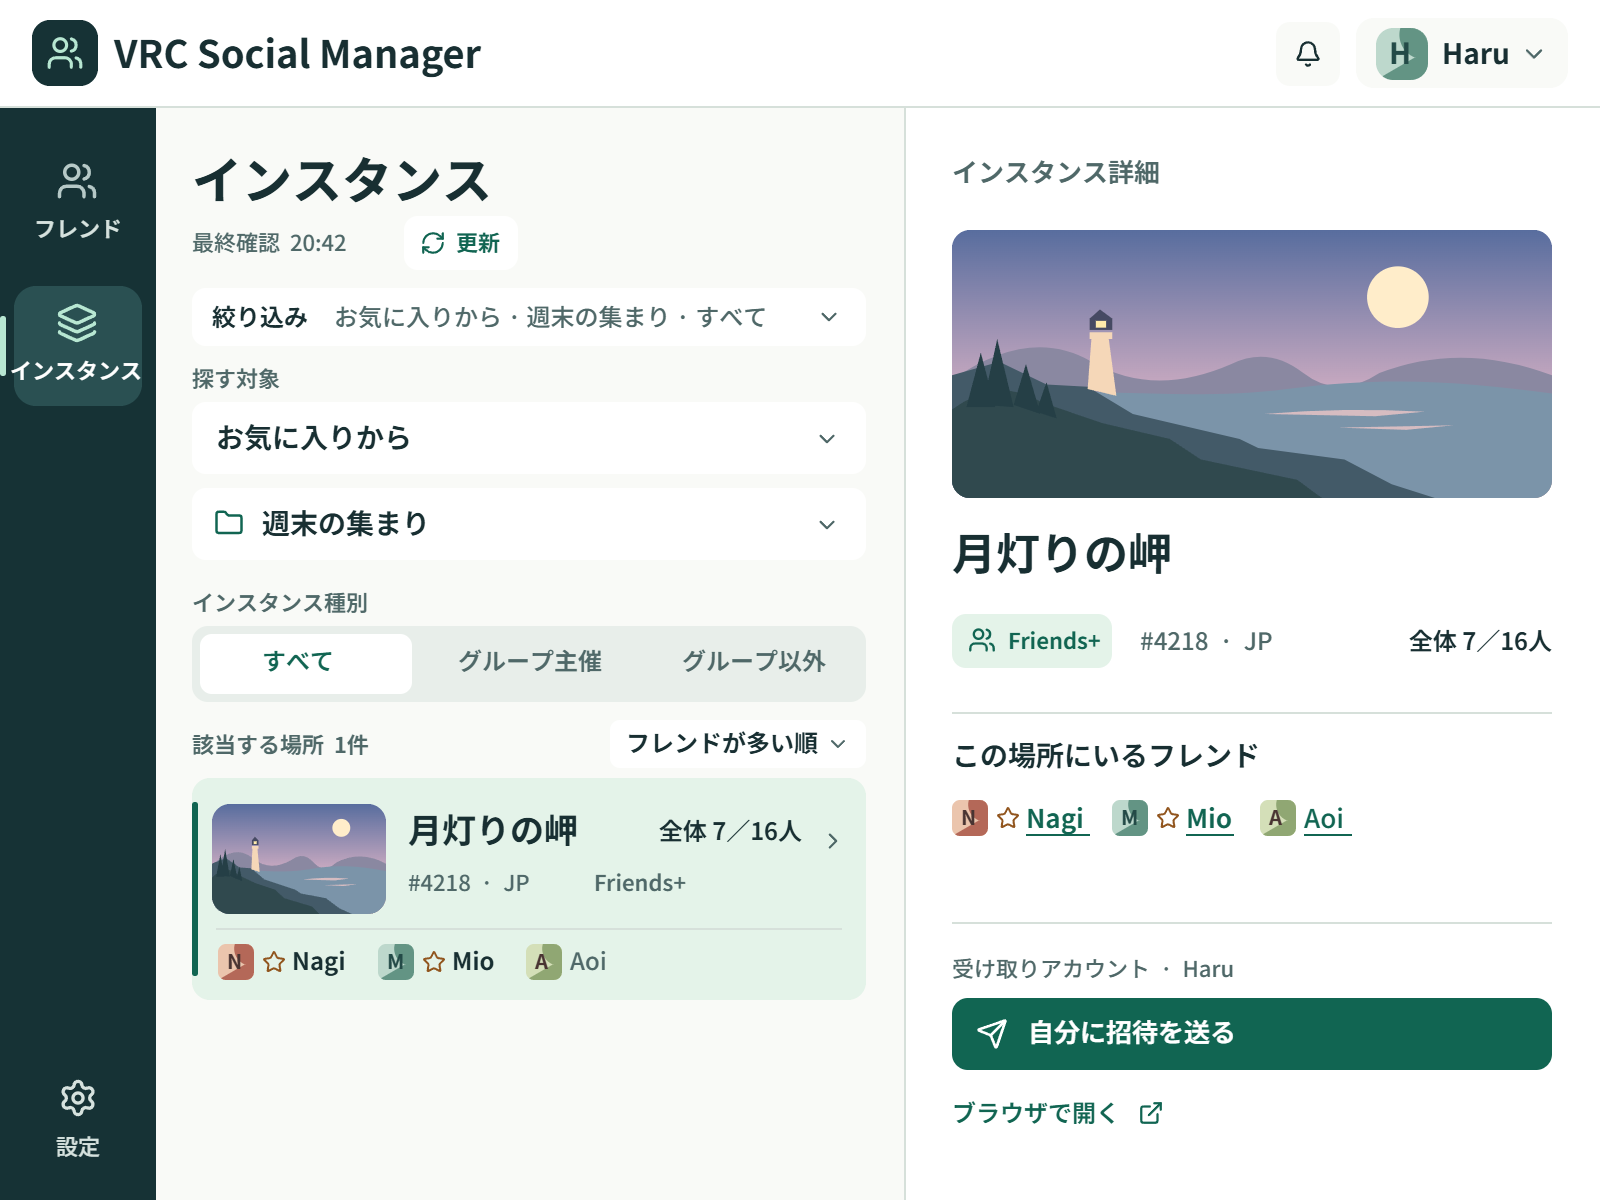 VRC Social Manager
H Haru
フレンド
インスタンス
設定
インスタンス
最終確認 20:42 更新
絞り込み お気に入りから · 週末の集まり · すべて
探す対象
お気に入りから
週末の集まり
インスタンス種別
すべて グループ主催 グループ以外
該当する場所 1件 フレンドが多い順
月灯りの岬 全体 7／16人
#4218 · JP Friends+
N Nagi M Mio A Aoi
インスタンス詳細
月灯りの岬
Friends+ #4218 · JP 全体 7／16人
この場所にいるフレンド
N Nagi M Mio A Aoi
受け取りアカウント · Haru
自分に招待を送る
ブラウザで開く